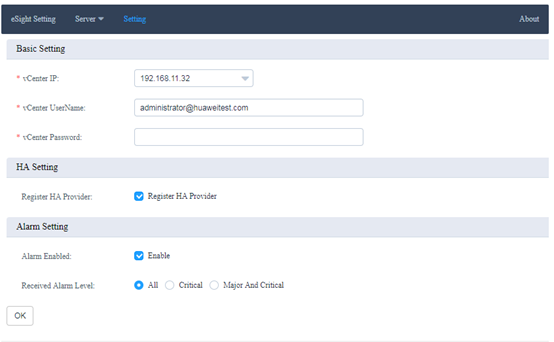 eSight Setting Server Setting About
Basic Setting
* vCenter IP: 192.168.11.32
* vCenter UserName: administrator@huaweitest.com
* vCenter Password:
HA Setting
Register HA Provider: Register HA Provider
Alarm Setting
Alarm Enabled: Enable
Received Alarm Level: All Critical Major And Critical
OK